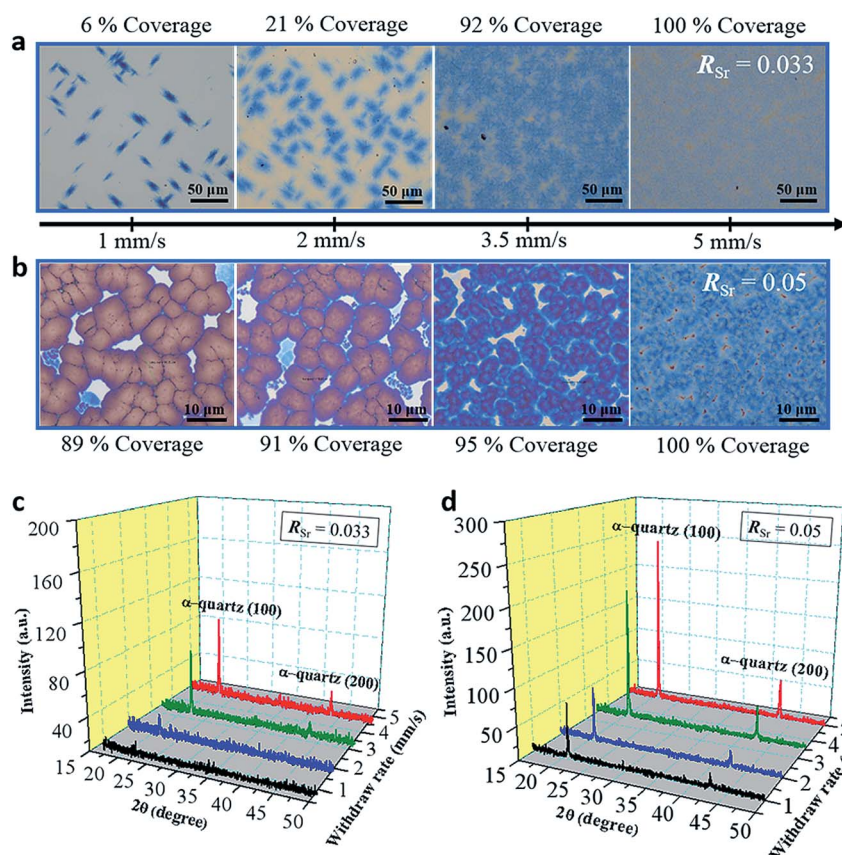 6 % Coverage
21 % Coverage
92 % Coverage
100 % Coverage
a
R_Sr = 0.033
50 µm
50 µm
50 µm
50 µm
1 mm/s
2 mm/s
3.5 mm/s
5 mm/s
b
R_Sr = 0.05
10 µm
10 µm
10 µm
10 µm
89 % Coverage
91 % Coverage
95 % Coverage
100 % Coverage
c
R_Sr = 0.033
200
160
120
80
40
Intensity (a.u.)
α–quartz (100)
α–quartz (200)
15
20
25
30
35
40
45
50
2θ (degree)
1
2
3
4
5
Withdraw rate (mm/s)
d
R_Sr = 0.05
300
250
200
150
100
50
Intensity (a.u.)
α–quartz (100)
α–quartz (200)
15
20
25
30
35
40
45
50
2θ (degree)
1
2
3
4
Withdraw rate